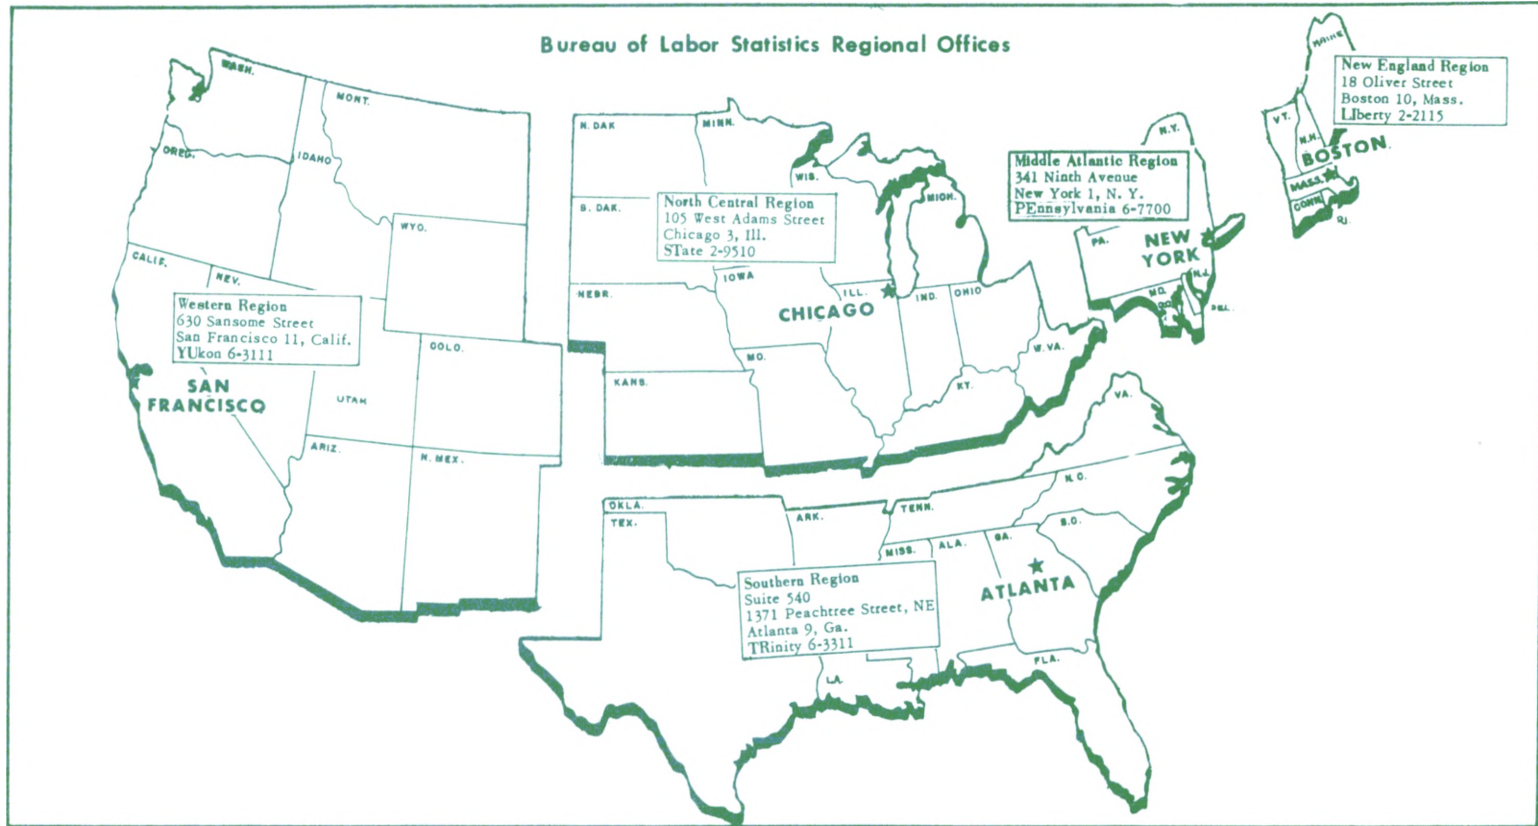 Bureau of Labor Statistics Regional Offices
WASH.
MONT.
OREG.
IDAHO
WYO.
CALIF.
NEV.
Western Region
630 Sansome Street
San Francisco 11, Calif.
YUkon 6-3111
SAN
FRANCISCO
UTAH
COLO.
ARIZ.
N. MEX.
N. DAK
MINN.
WIS.
S. DAK.
MICH.
North Central Region
105 West Adams Street
Chicago 3, Ill.
STate 2-9510
IOWA
NEBR.
ILL.
IND.
OHIO
CHICAGO
MO.
KANS.
KY.
W. VA.
MAINE
New England Region
18 Oliver Street
Boston 10, Mass.
LIberty 2-2115
VT.
N.H.
BOSTON
MASS.
CONN.
R.I.
N.Y.
Middle Atlantic Region
341 Ninth Avenue
New York 1, N. Y.
PEnnsylvania 6-7700
PA.
NEW
YORK
N.J.
MD.
DEL.
VA.
OKLA.
TEX.
ARK.
TENN.
N. C.
S.C.
MISS.
ALA.
GA.
ATLANTA
Southern Region
Suite 540
1371 Peachtree Street, NE
Atlanta 9, Ga.
TRinity 6-3311
LA.
FLA.